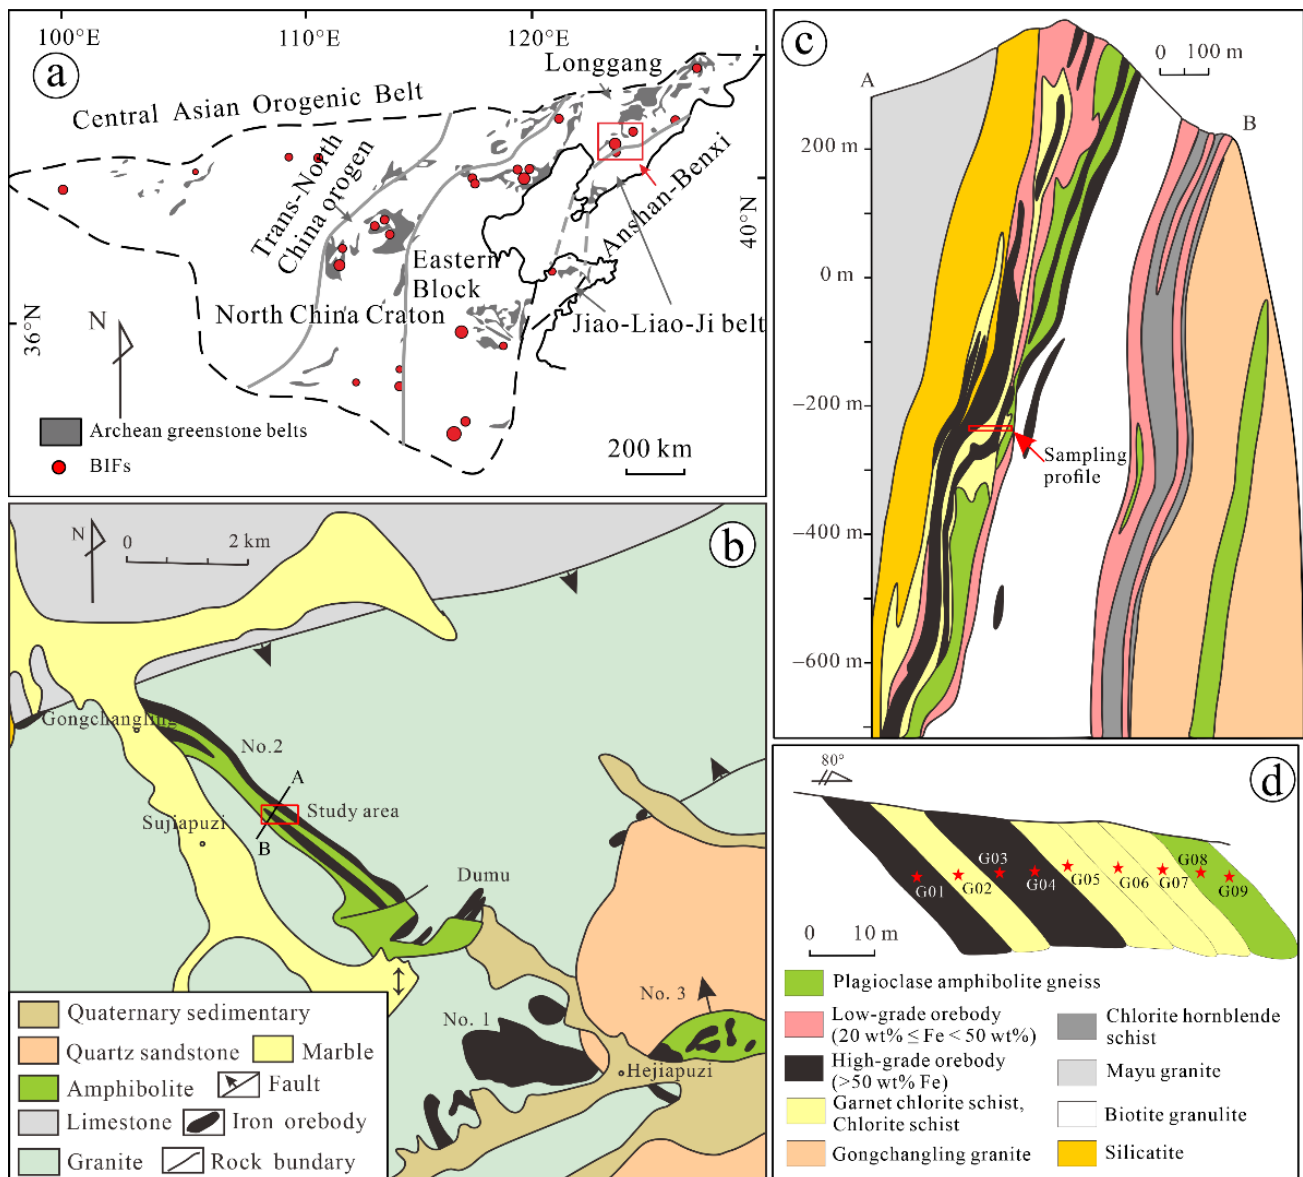 100°E
110°E
120°E
a
Longgang
Central Asian Orogenic Belt
Trans-North
China orogen
Anshan-Benxi
40°N
Eastern
Block
North China Craton
Jiao-Liao-Ji belt
36°N
N
Archean greenstone belts
BIFs
200 km
b
N
0
2 km
Gongchangling
No.2
A
Study area
Sujiapuzi
B
Dumu
No. 1
No. 3
Hejiapuzi
Quaternary sedimentary
Quartz sandstone
Marble
Amphibolite
Fault
Limestone
Iron orebody
Granite
Rock bundary
c
0 100 m
A
B
200 m
0 m
−200 m
Sampling
profile
−400 m
−600 m
d
80°
G01
G02
G03
G04
G05
G06
G07
G08
G09
0 10 m
Plagioclase amphibolite gneiss
Low-grade orebody
(20 wt% ≤ Fe < 50 wt%)
Chlorite hornblende
schist
High-grade orebody
(>50 wt% Fe)
Mayu granite
Garnet chlorite schist,
Chlorite schist
Biotite granulite
Gongchangling granite
Silicatite